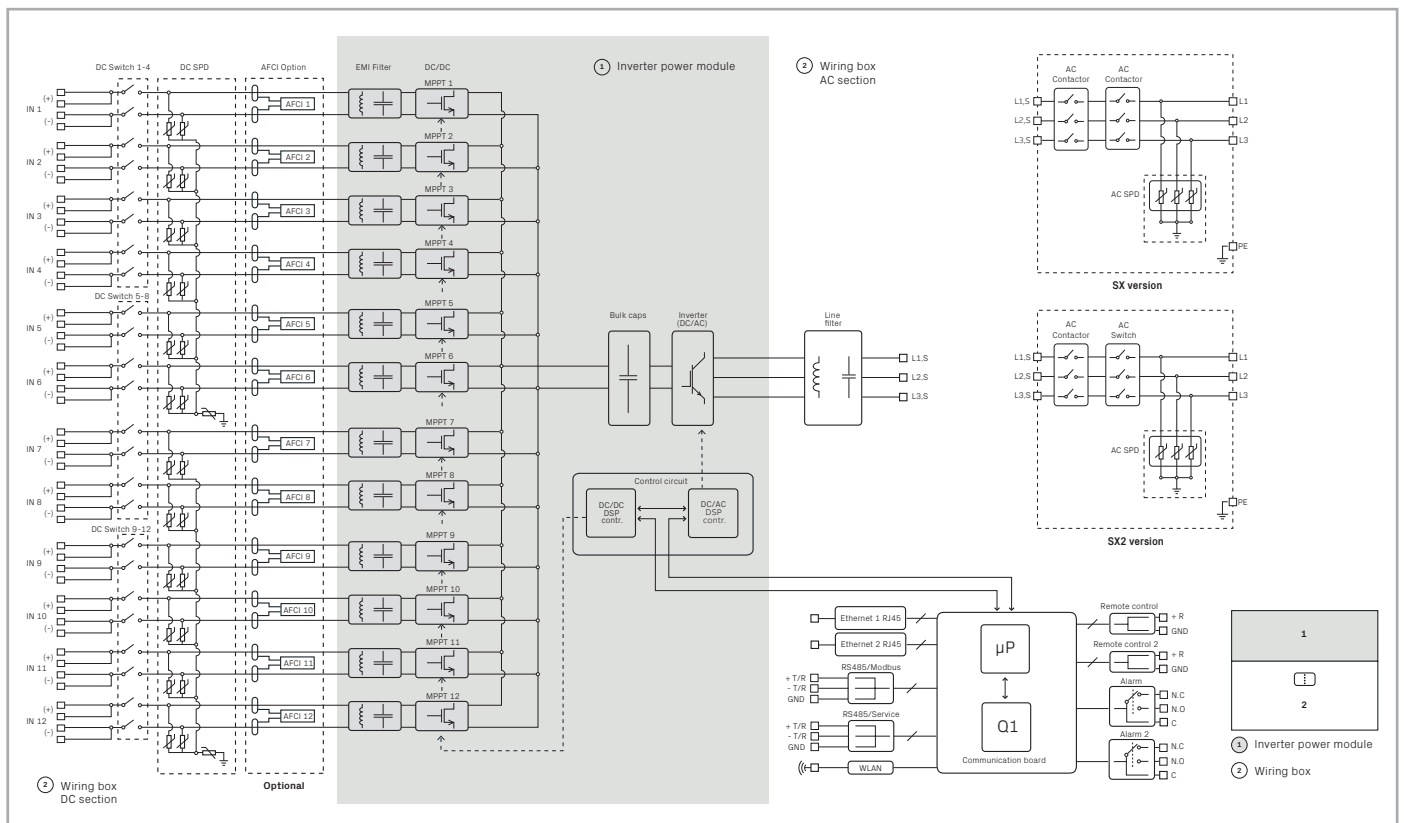 DC Switch 1-4
DC SPD
AFCI Option
EMI Filter
DC/DC
1 Inverter power module
2 Wiring box
AC section
MPPT 1
(+)
IN 1
(-)
AFCI 1
MPPT 2
(+)
IN 2
(-)
AFCI 2
MPPT 3
(+)
IN 3
(-)
AFCI 3
MPPT 4
(+)
IN 4
(-)
AFCI 4
DC Switch 5-8
MPPT 5
(+)
IN 5
(-)
AFCI 5
MPPT 6
(+)
IN 6
(-)
AFCI 6
MPPT 7
(+)
IN 7
(-)
AFCI 7
MPPT 8
(+)
IN 8
(-)
AFCI 8
DC Switch 9-12
MPPT 9
(+)
IN 9
(-)
AFCI 9
MPPT 10
(+)
IN 10
(-)
AFCI 10
MPPT 11
(+)
IN 11
(-)
AFCI 11
MPPT 12
(+)
IN 12
(-)
AFCI 12
2 Wiring box
DC section
Optional
Bulk caps
Inverter
(DC/AC)
Line
filter
L1,S
L2,S
L3,S
Control circuit
DC/DC
DSP
contr.
DC/AC
DSP
contr.
AC
Contactor
AC
Contactor
L1,S
L2,S
L3,S
L1
L2
L3
AC SPD
PE
SX version
AC
Contactor
AC
Switch
L1,S
L2,S
L3,S
L1
L2
L3
AC SPD
PE
SX2 version
Ethernet 1 RJ45
Ethernet 2 RJ45
RS485/Modbus
+ T/R
- T/R
GND
RS485/Service
+ T/R
- T/R
GND
WLAN
µP
Q1
Communication board
Remote control
+ R
GND
Remote control 2
+ R
GND
Alarm
N.C
N.O
C
Alarm 2
N.C
N.O
C
1
2
1 Inverter power module
2 Wiring box